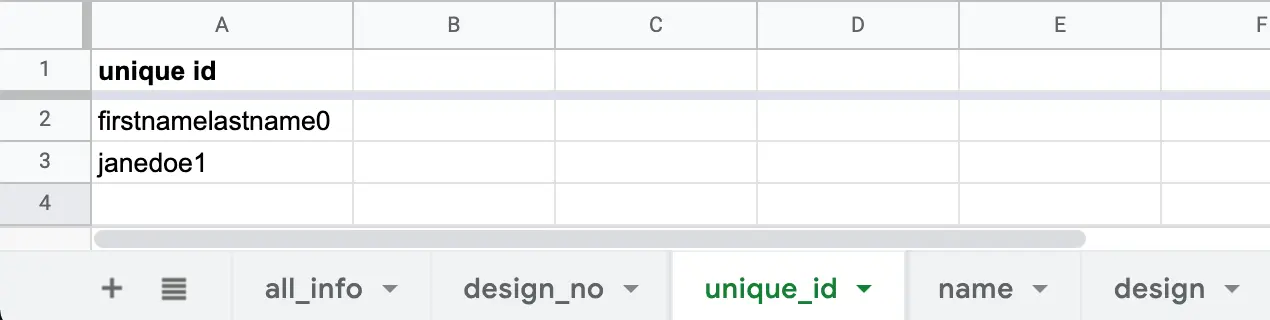 A B C D E F
1 unique id
2 firstnamelastname0
3 janedoe1
4
+ all_info design_no unique_id name design